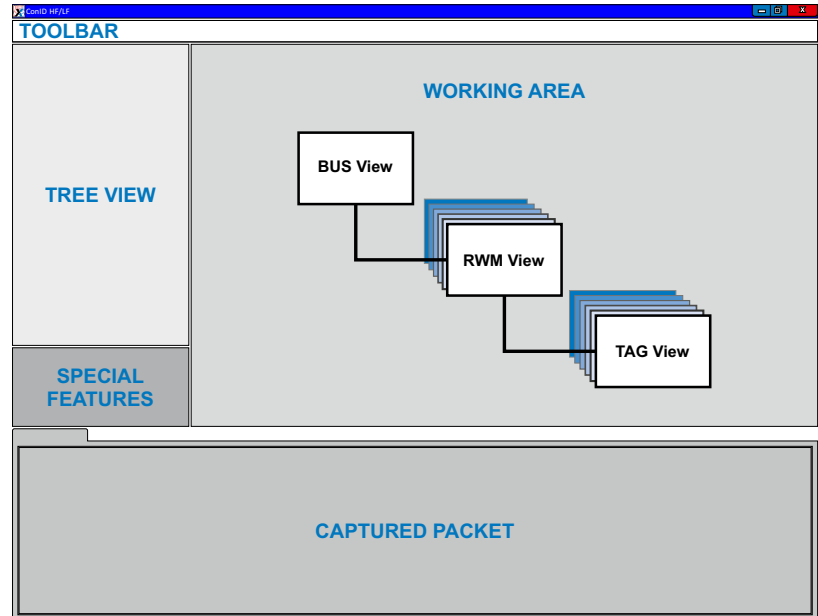 ConID HF/LF
TOOLBAR
WORKING AREA
BUS View
TREE VIEW
RWM View
TAG View
SPECIAL
FEATURES
CAPTURED PACKET